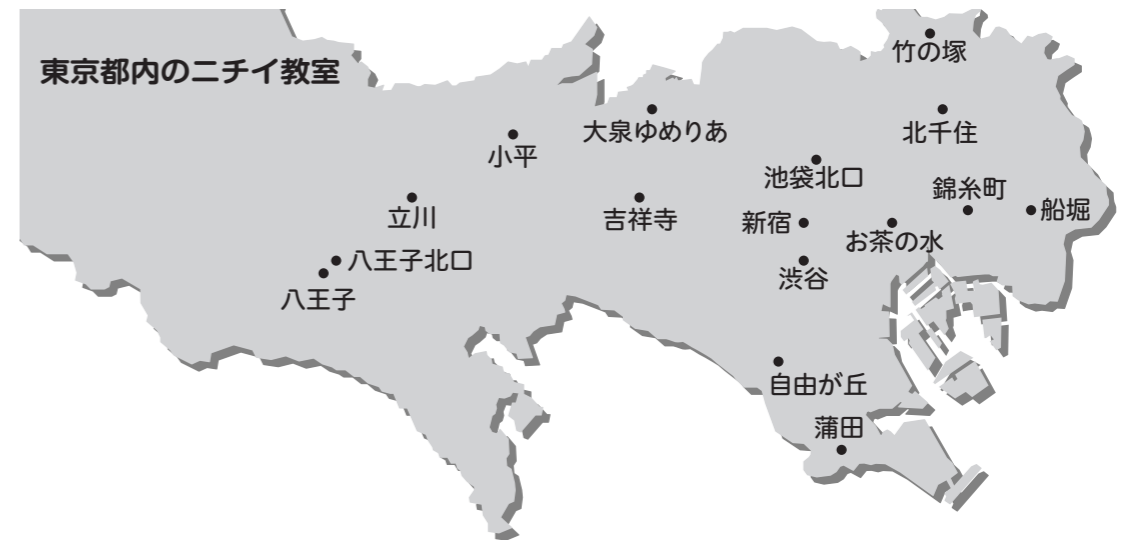 竹の塚
東京都内のニチイ教室
大泉ゆめりあ
北千住
小平
池袋北口
錦糸町
立川
吉祥寺
新宿
船堀
お茶の水
八王子北口
渋谷
八王子
自由が丘
蒲田